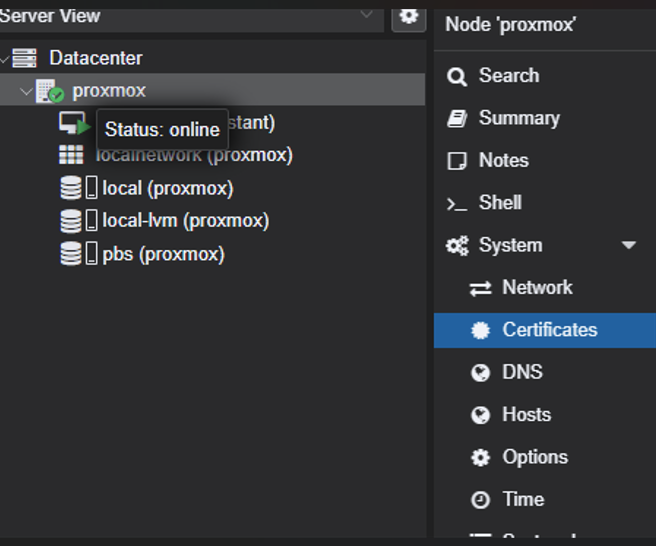 Server View
Datacenter
proxmox
Status: online
stant)
localnetwork (proxmox)
local (proxmox)
local-lvm (proxmox)
pbs (proxmox)
Node 'proxmox'
Search
Summary
Notes
Shell
System
Network
Certificates
DNS
Hosts
Options
Time